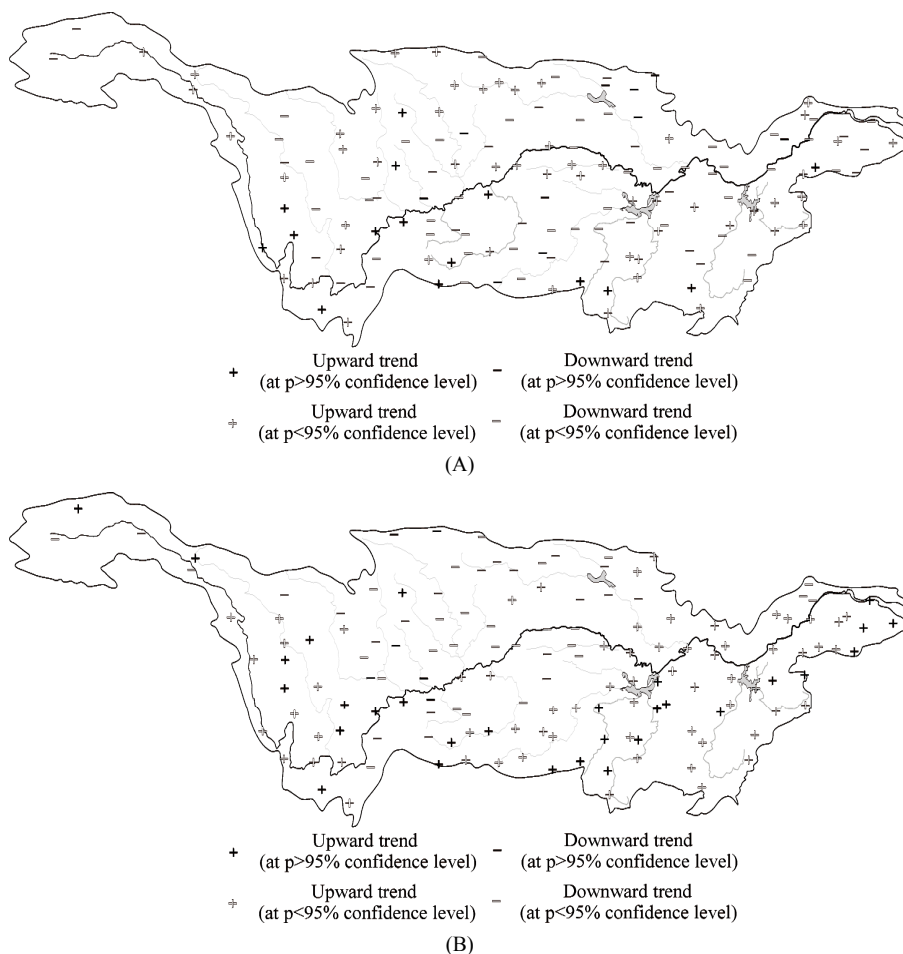 Upward trend
(at p>95% confidence level)
Downward trend
(at p>95% confidence level)
Upward trend
(at p<95% confidence level)
Downward trend
(at p<95% confidence level)
(A)
Upward trend
(at p>95% confidence level)
Downward trend
(at p>95% confidence level)
Upward trend
(at p<95% confidence level)
Downward trend
(at p<95% confidence level)
(B)